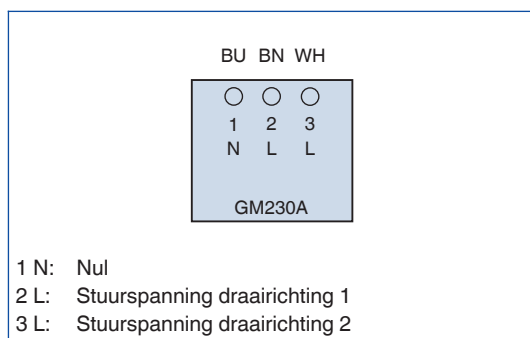 BU BN WH
1 2 3
N L L
GM230A
1 N: Nul
2 L: Stuurspanning draairichting 1
3 L: Stuurspanning draairichting 2